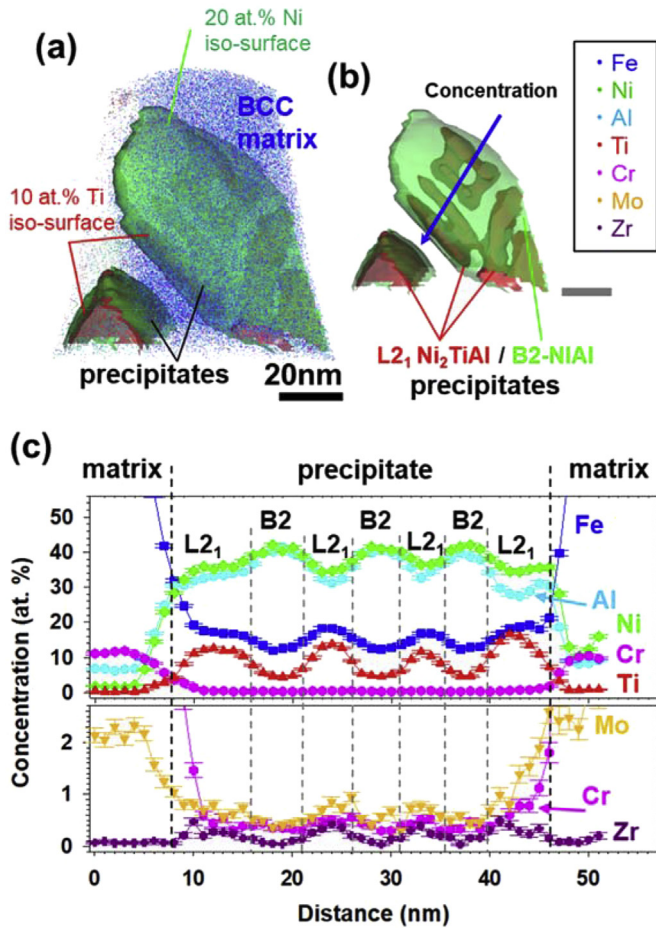 (a)
20 at.% Ni
iso-surface
BCC
matrix
10 at.% Ti
iso-surface
precipitates
20nm
(b)
Concentration
L2₁ Ni₂TiAl / B2-NiAl
precipitates
Fe
Ni
Al
Ti
Cr
Mo
Zr
(c)
matrix
precipitate
matrix
Concentration (at. %)
50
40
30
20
10
0
L2₁
B2
L2₁
B2
L2₁
B2
L2₁
Fe
Al
Ni
Cr
Ti
2
1
0
Mo
Cr
Zr
0
10
20
30
40
50
Distance (nm)